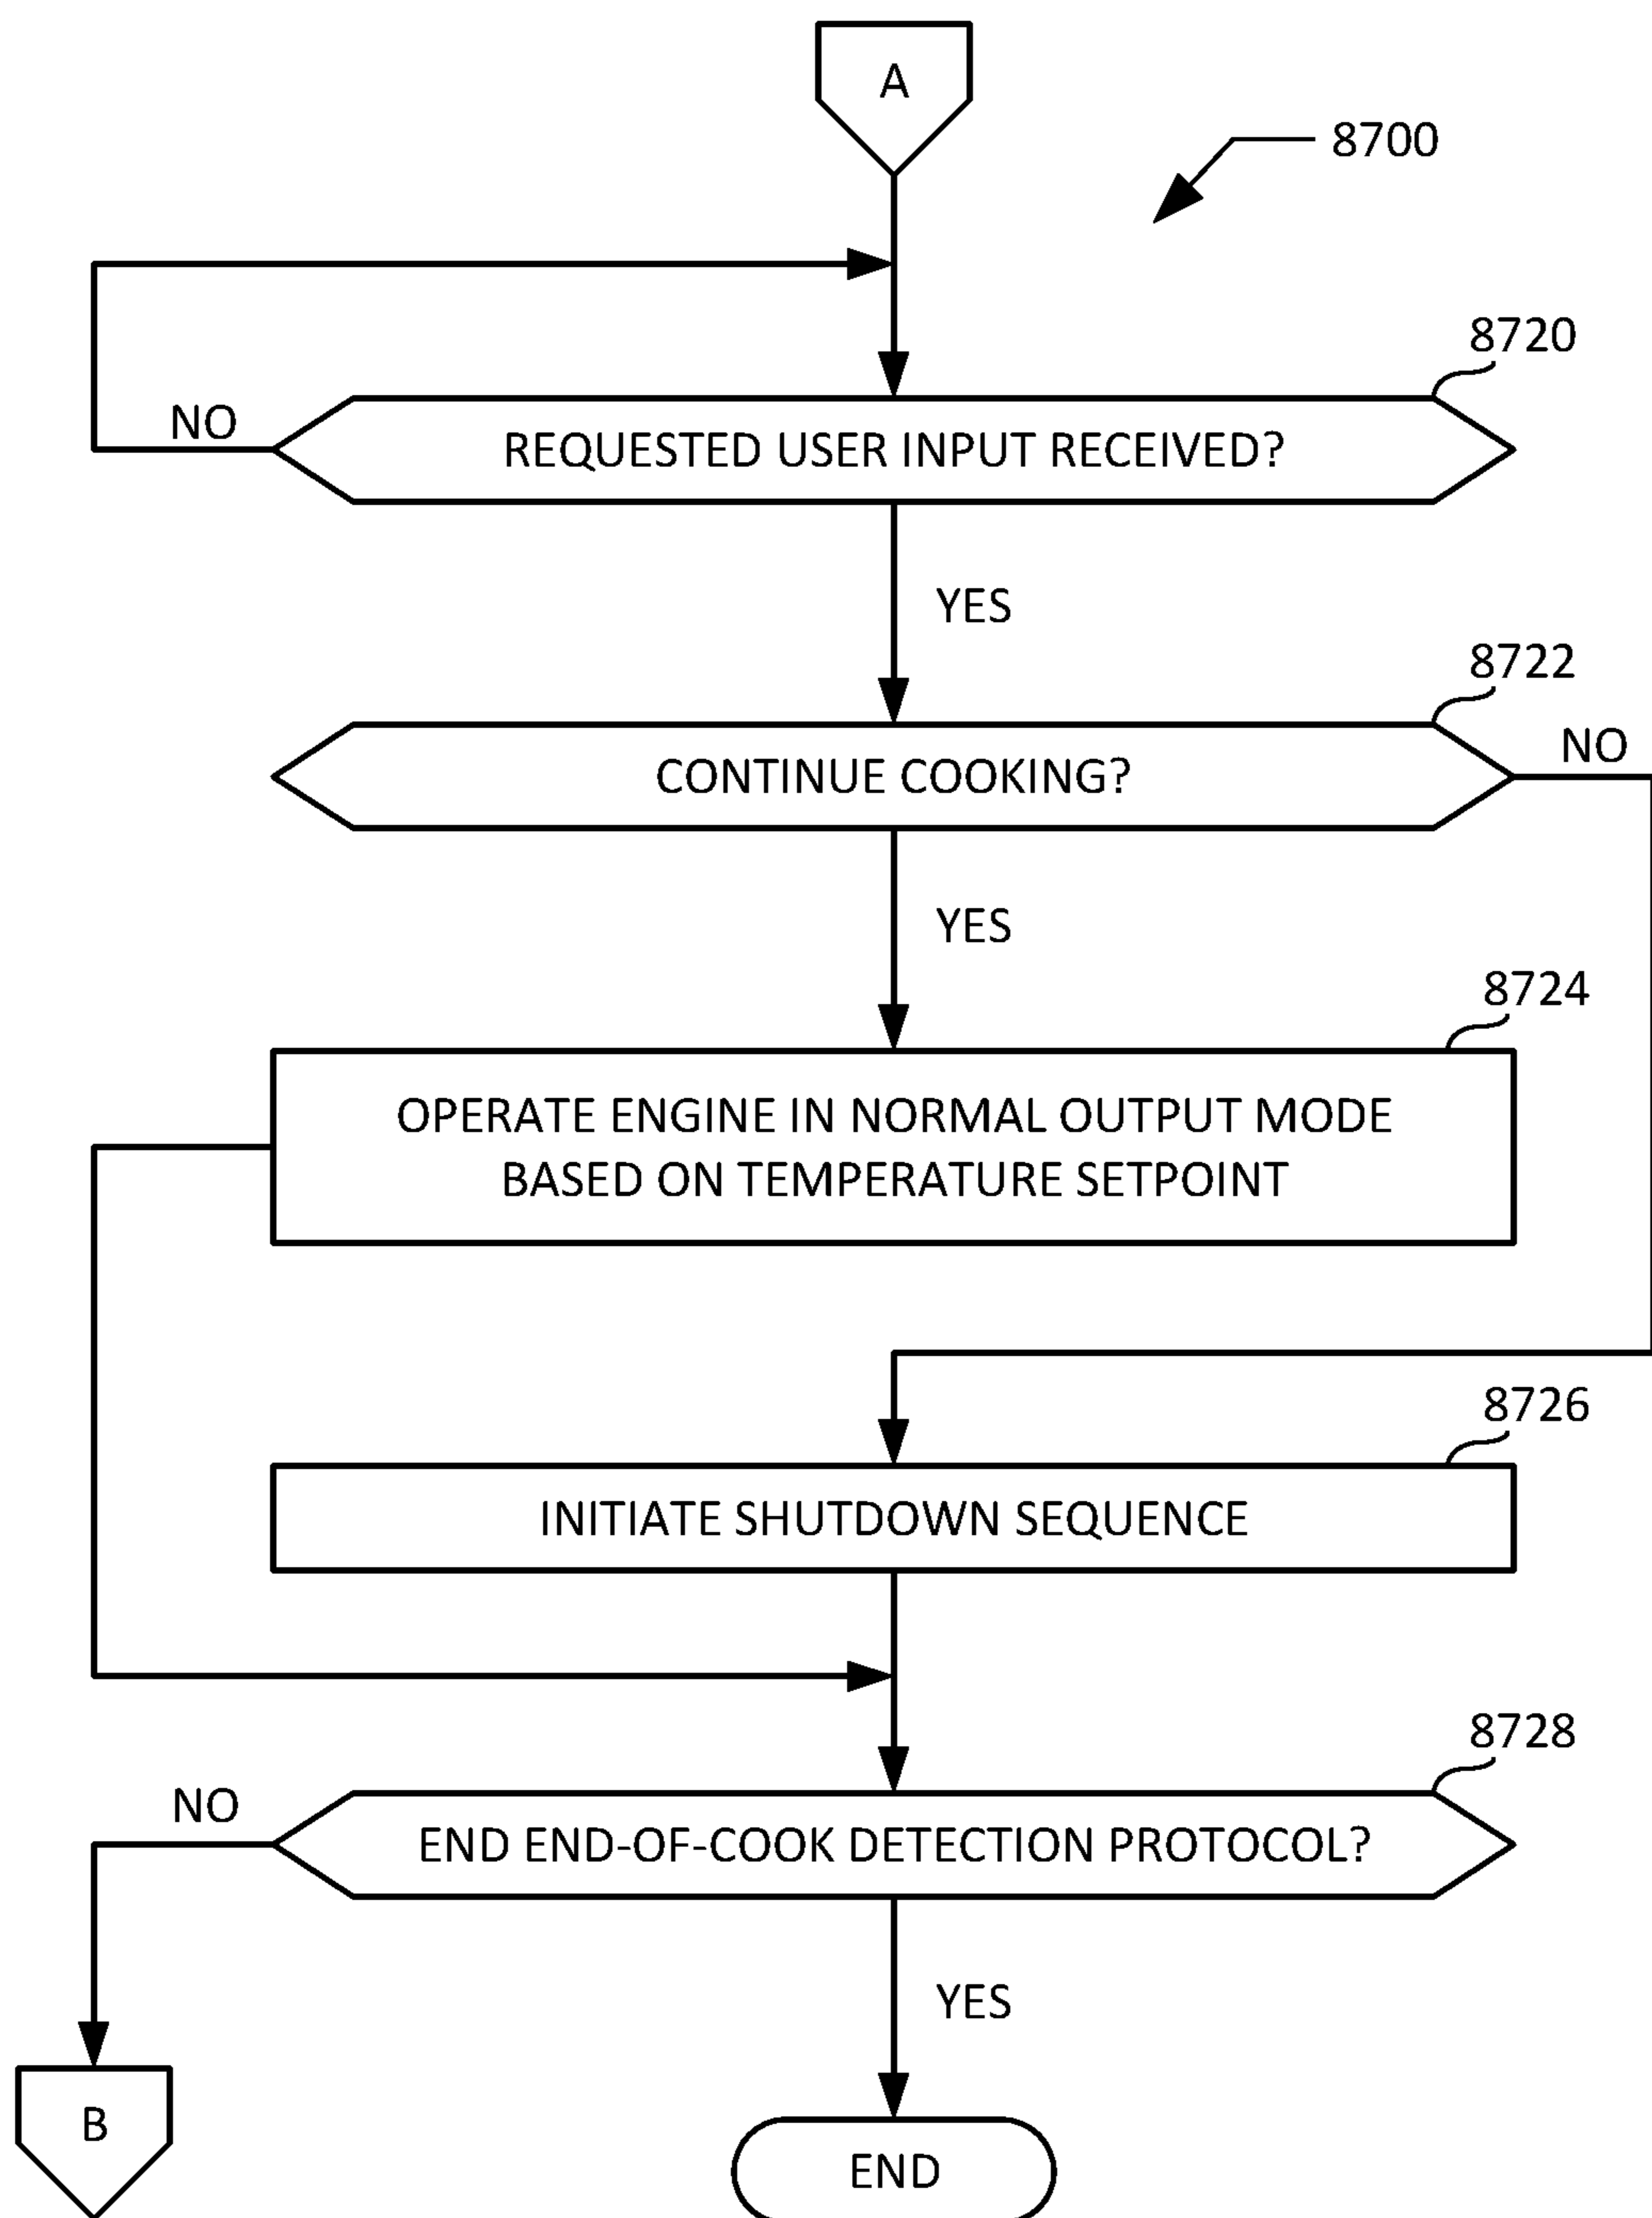 A
8700
8720
NO
REQUESTED USER INPUT RECEIVED?
YES
8722
NO
CONTINUE COOKING?
YES
8724
OPERATE ENGINE IN NORMAL OUTPUT MODE
BASED ON TEMPERATURE SETPOINT
8726
INITIATE SHUTDOWN SEQUENCE
8728
NO
END END-OF-COOK DETECTION PROTOCOL?
YES
B
END